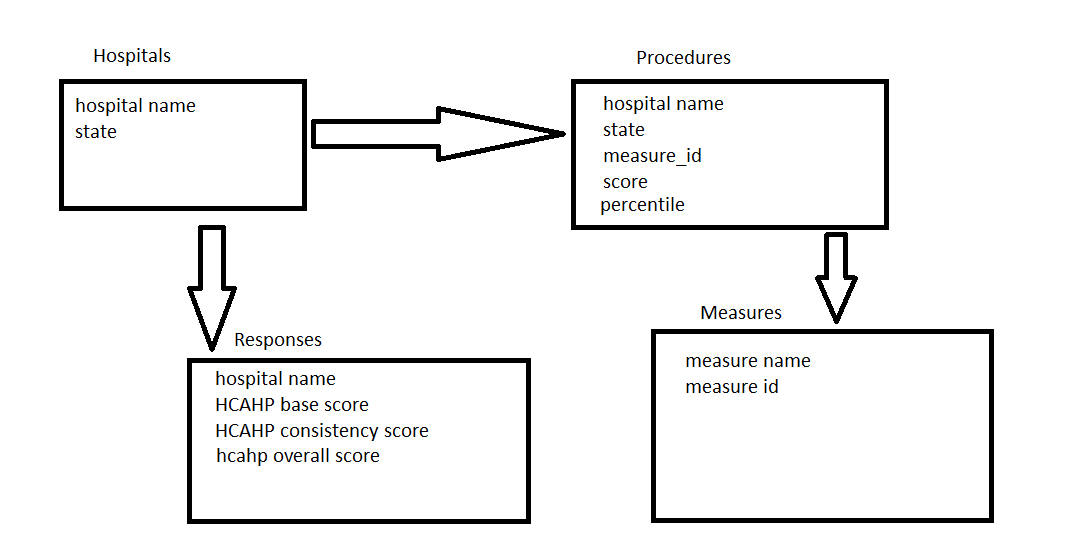 Hospitals
hospital name
state
Procedures
hospital name
state
measure_id
score
percentile
Responses
hospital name
HCAHP base score
HCAHP consistency score
hcahp overall score
Measures
measure name
measure id